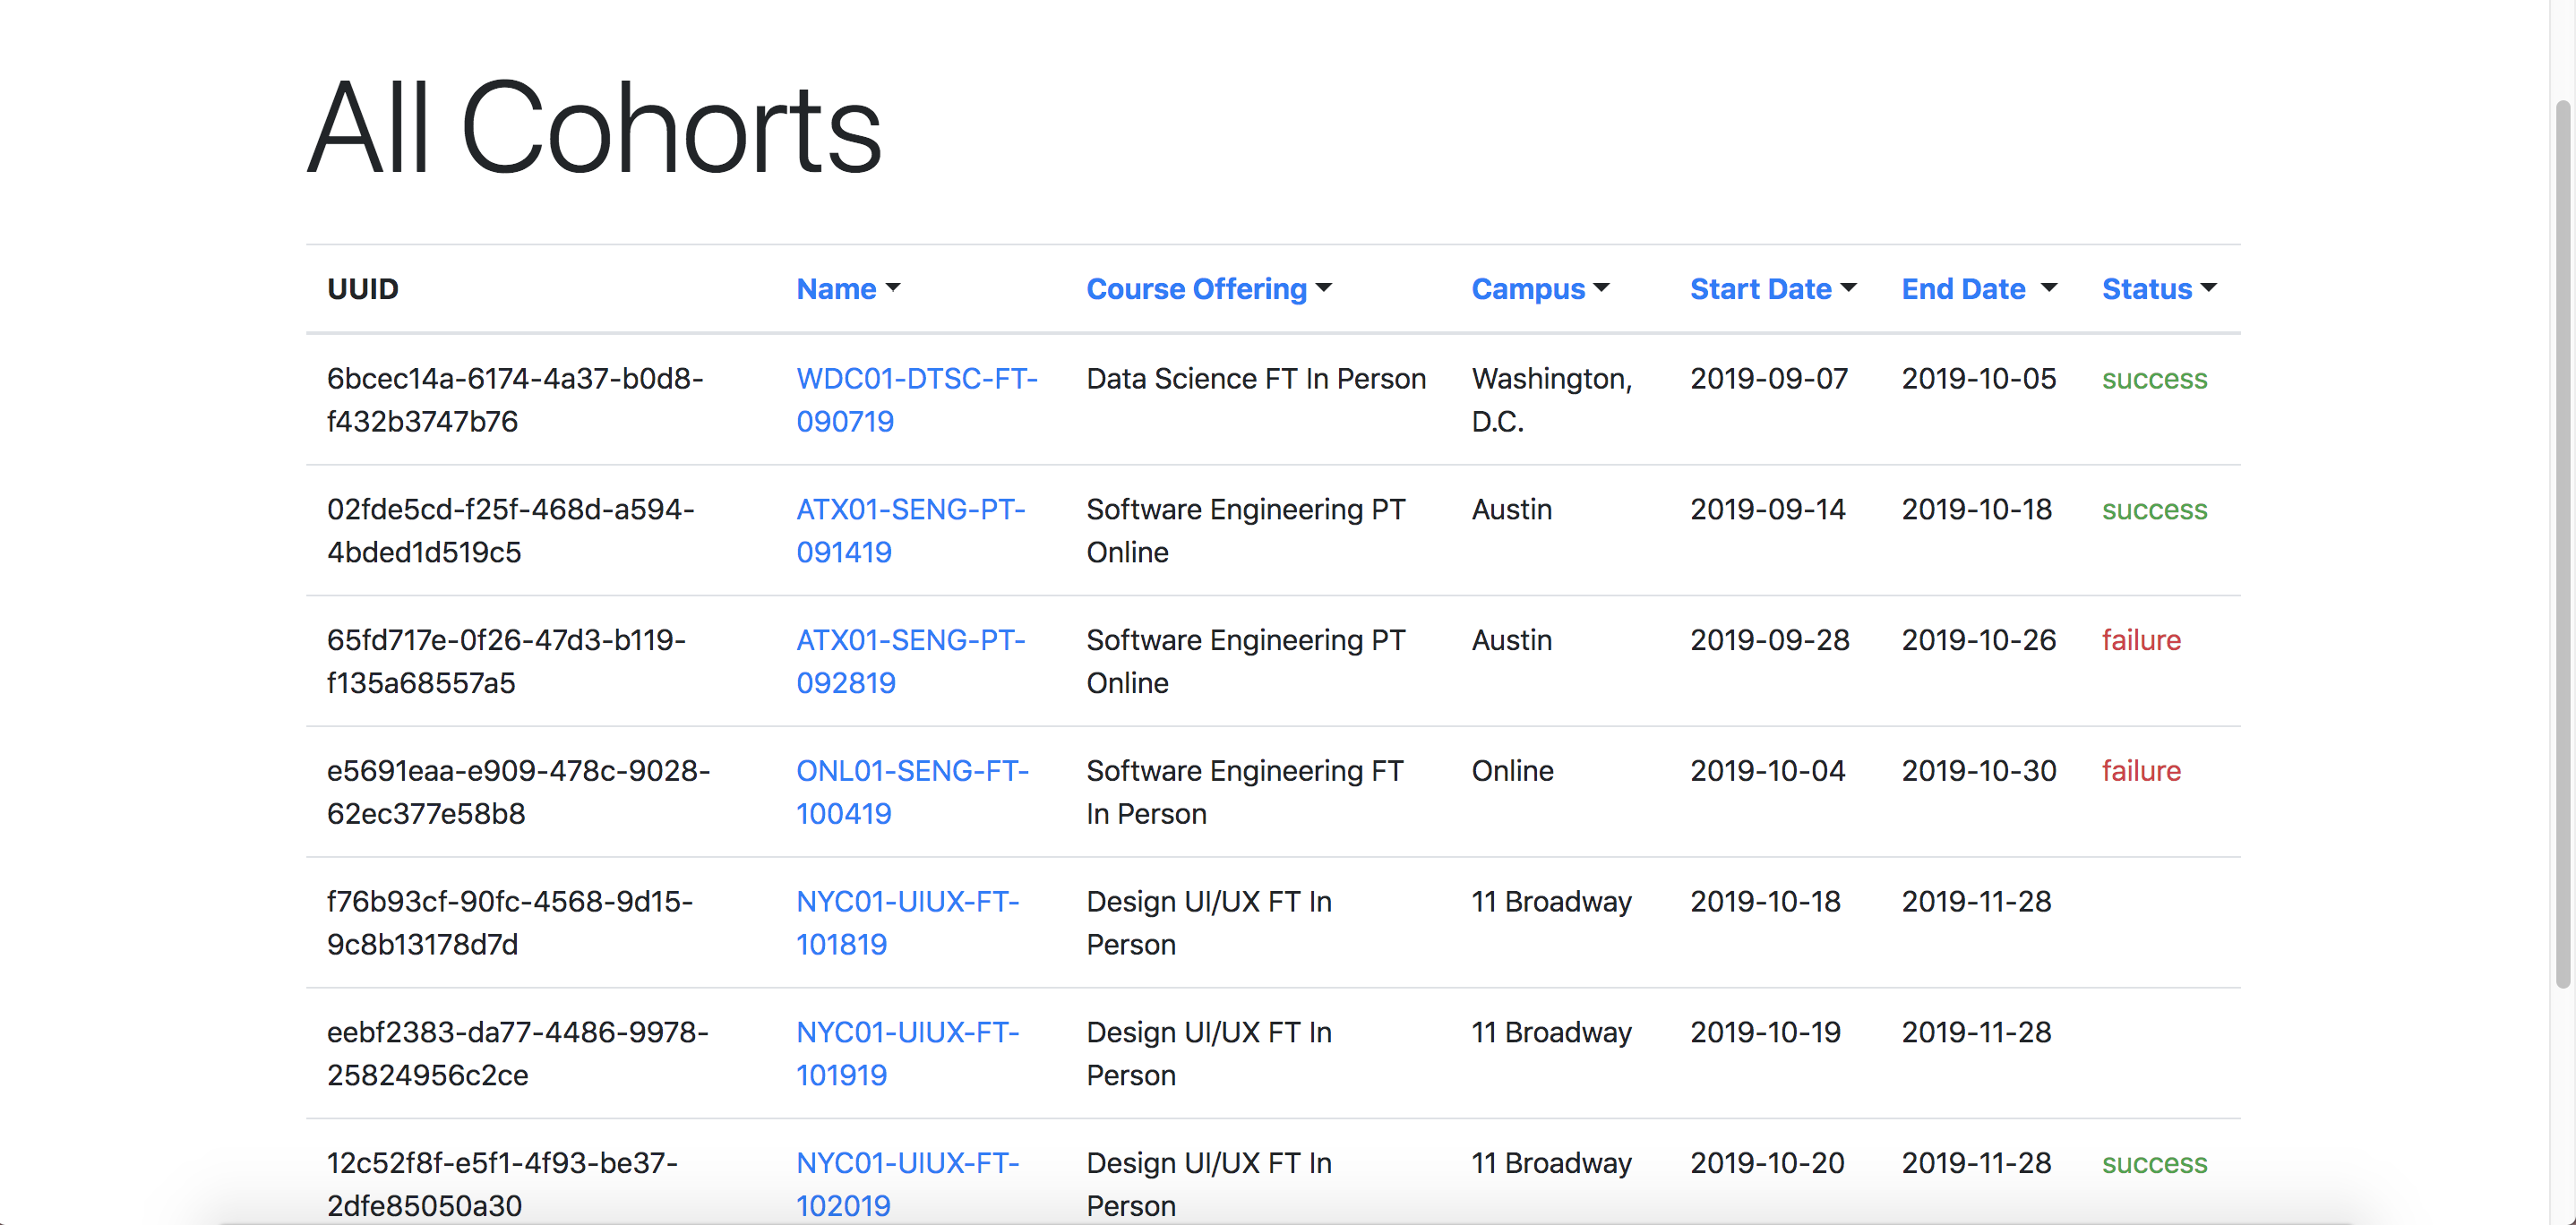 All Cohorts
UUID Name Course Offering Campus Start Date End Date Status
6bcec14a-6174-4a37-b0d8- WDC01-DTSC-FT- Data Science FT In Person Washington, 2019-09-07 2019-10-05 success
f432b3747b76 090719 D.C.
02fde5cd-f25f-468d-a594- ATX01-SENG-PT- Software Engineering PT Austin 2019-09-14 2019-10-18 success
4bded1d519c5 091419 Online
65fd717e-0f26-47d3-b119- ATX01-SENG-PT- Software Engineering PT Austin 2019-09-28 2019-10-26 failure
f135a68557a5 092819 Online
e5691eaa-e909-478c-9028- ONL01-SENG-FT- Software Engineering FT Online 2019-10-04 2019-10-30 failure
62ec377e58b8 100419 In Person
f76b93cf-90fc-4568-9d15- NYC01-UIUX-FT- Design UI/UX FT In 11 Broadway 2019-10-18 2019-11-28
9c8b13178d7d 101819 Person
eebf2383-da77-4486-9978- NYC01-UIUX-FT- Design UI/UX FT In 11 Broadway 2019-10-19 2019-11-28
25824956c2ce 101919 Person
12c52f8f-e5f1-4f93-be37- NYC01-UIUX-FT- Design UI/UX FT In 11 Broadway 2019-10-20 2019-11-28 success
2dfe85050a30 102019 Person